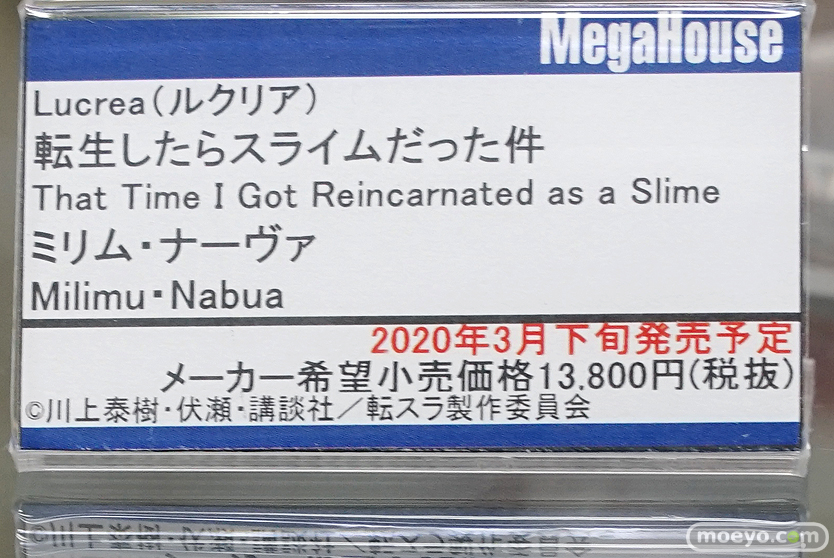 MegaHouse
Lucrea(ルクリア)
転生したらスライムだった件
That Time I Got Reincarnated as a Slime
ミリム・ナーヴァ
Milimu・Nabua
2020年3月下旬発売予定
メーカー希望小売価格13,800円(税抜)
©川上泰樹・伏瀬・講談社／転スラ製作委員会
moeyo.com